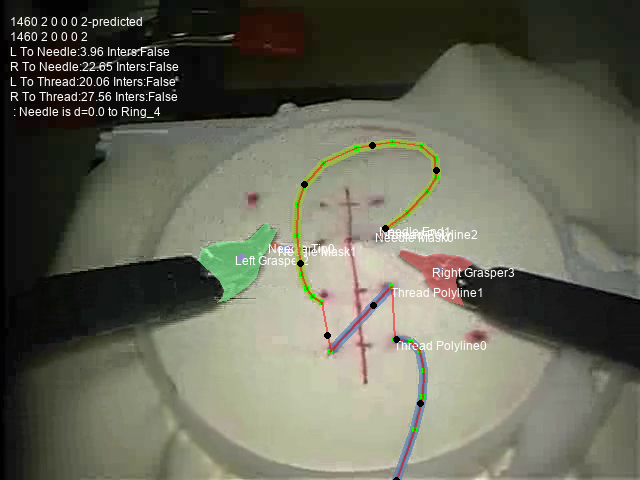 1460 2 0 0 0 2-predicted
1460 2 0 0 0 2
L To Needle:3.96 Inters:False
R To Needle:22.65 Inters:False
L To Thread:20.06 Inters:False
R To Thread:27.56 Inters:False
: Needle is d=0.0 to Ring_4
Needle End1
Needle Mask0
Left Grasper
Right Grasper3
Thread Polyline1
Thread Polyline0